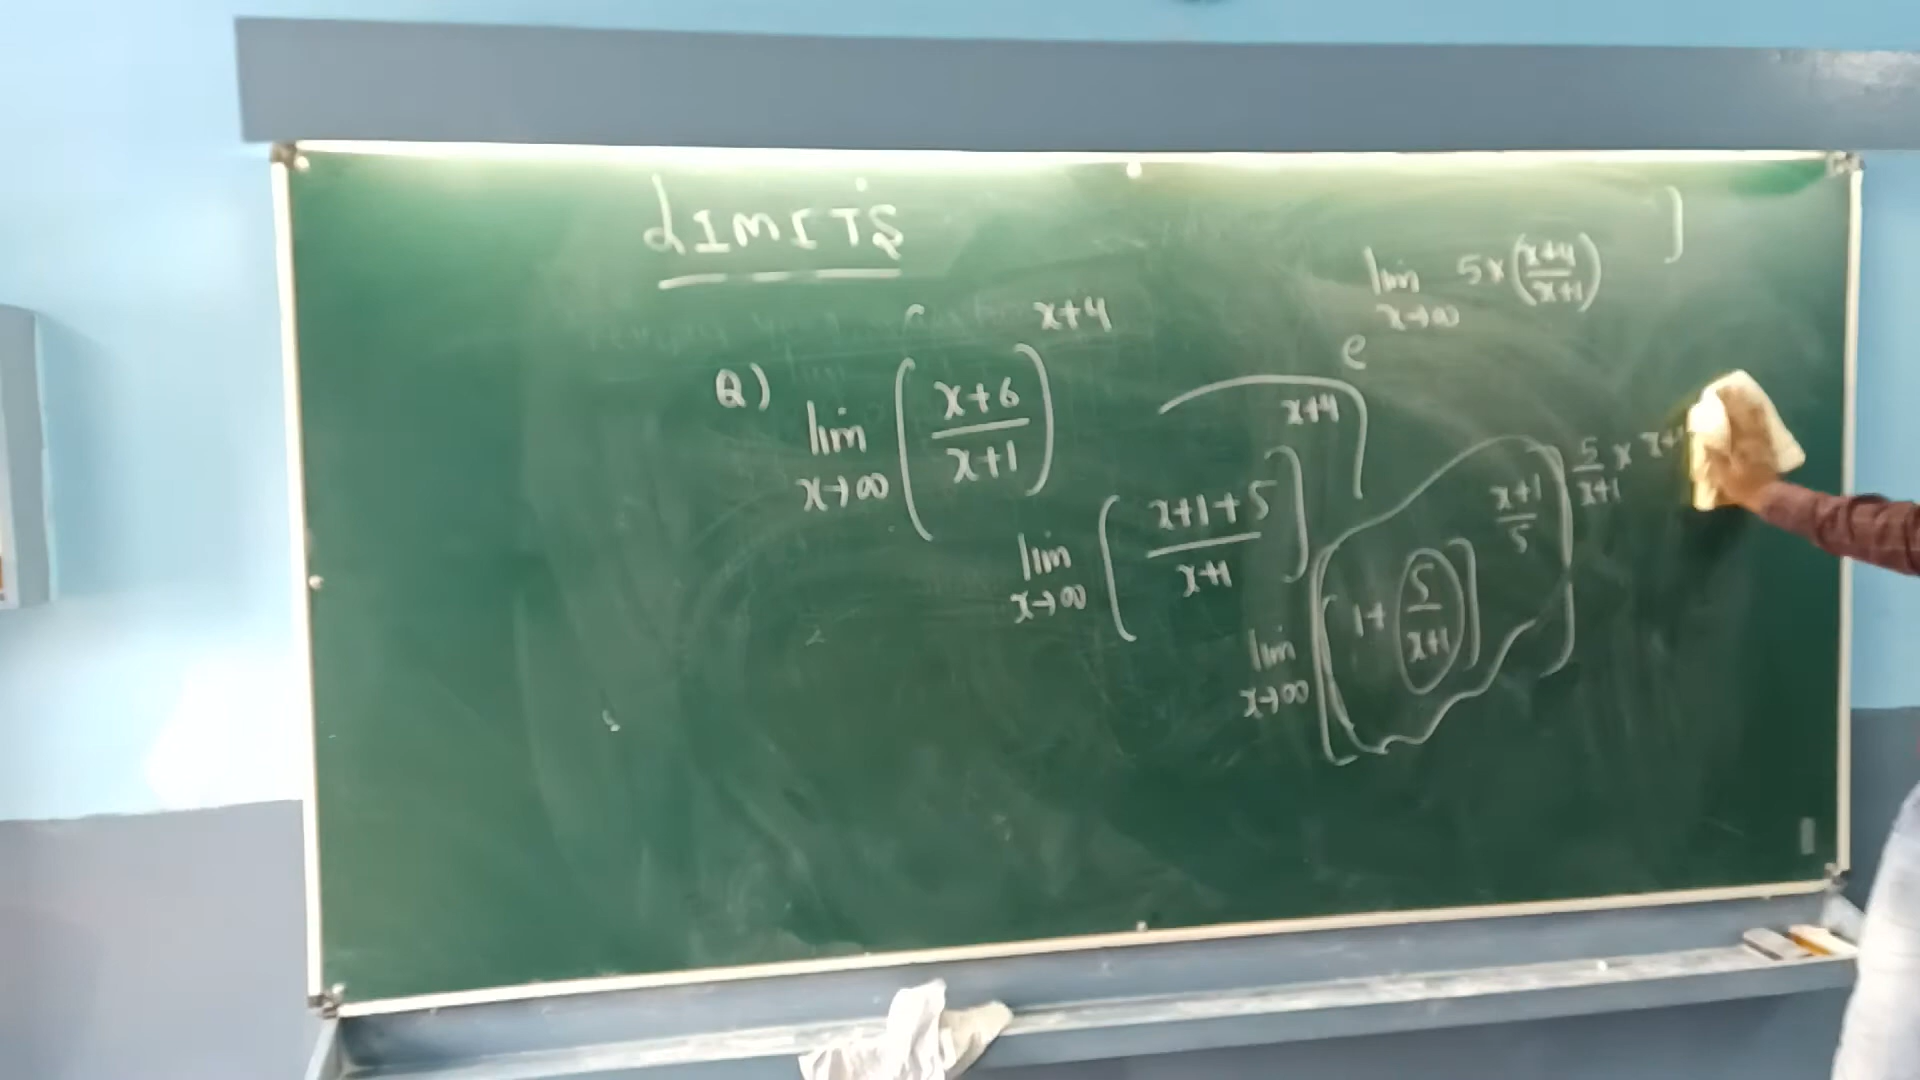 LIMITS
Q) lim x→∞ ( (x+6)/(x+1) )^(x+4)
lim x→∞ ( (x+1+5)/(x+1) )^(x+4)
lim x→∞ [ (1 + 5/(x+1))^((x+1)/5) ]^(5/(x+1) ×
e^(lim x→∞ 5×((x+4)/(x+1)))
]